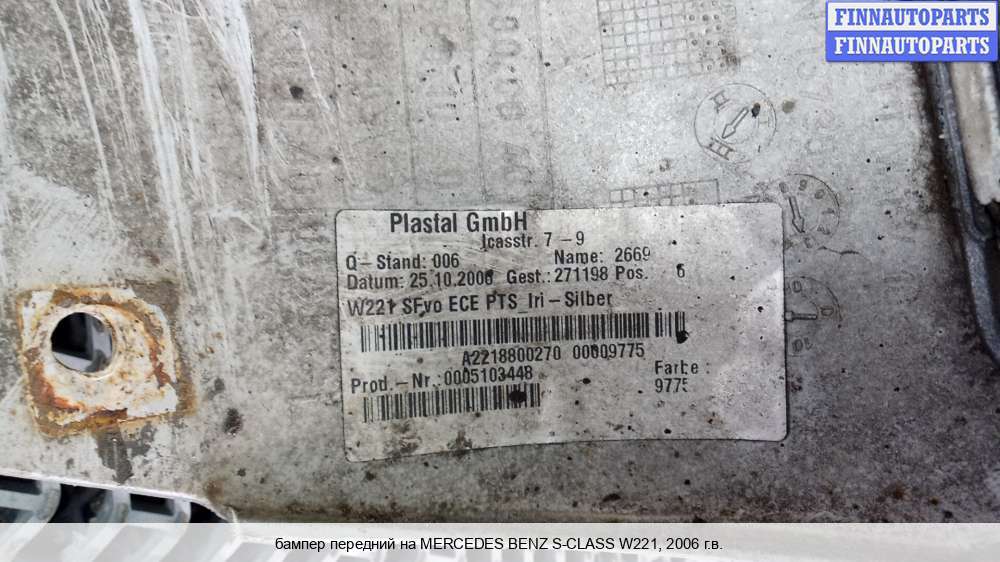 FINNAUTOPARTS
FINNAUTOPARTS
Plastal GmbH
Icasstr. 7-9
Q-Stand: 006 Name: 2669
Datum: 25.10.2006 Gest.: 271198 Pos. 6
W221 SFvo ECE PTS_Iri-Silber
A2218800270 00009775
Prod.-Nr.: 0005103448 Farbe:
9775
бампер передний на MERCEDES BENZ S-CLASS W221, 2006 г.в.